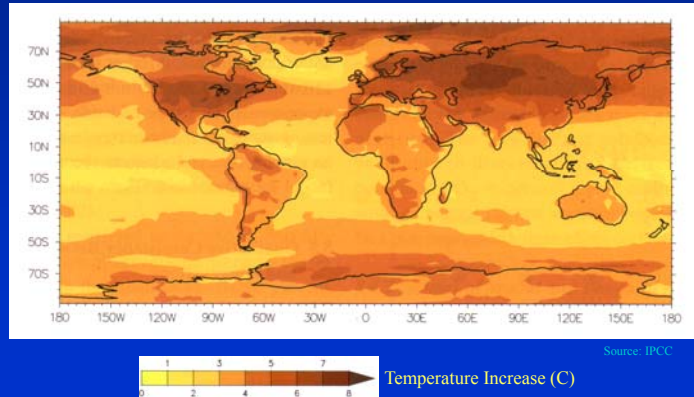 70N
50N
30N
10N
10S
30S
50S
70S
180 150W 120W 90W 60W 30W 0 30E 60E 90E 120E 150E 180
Source: IPCC
1 3 5 7
0 2 4 6 8
Temperature Increase (C)